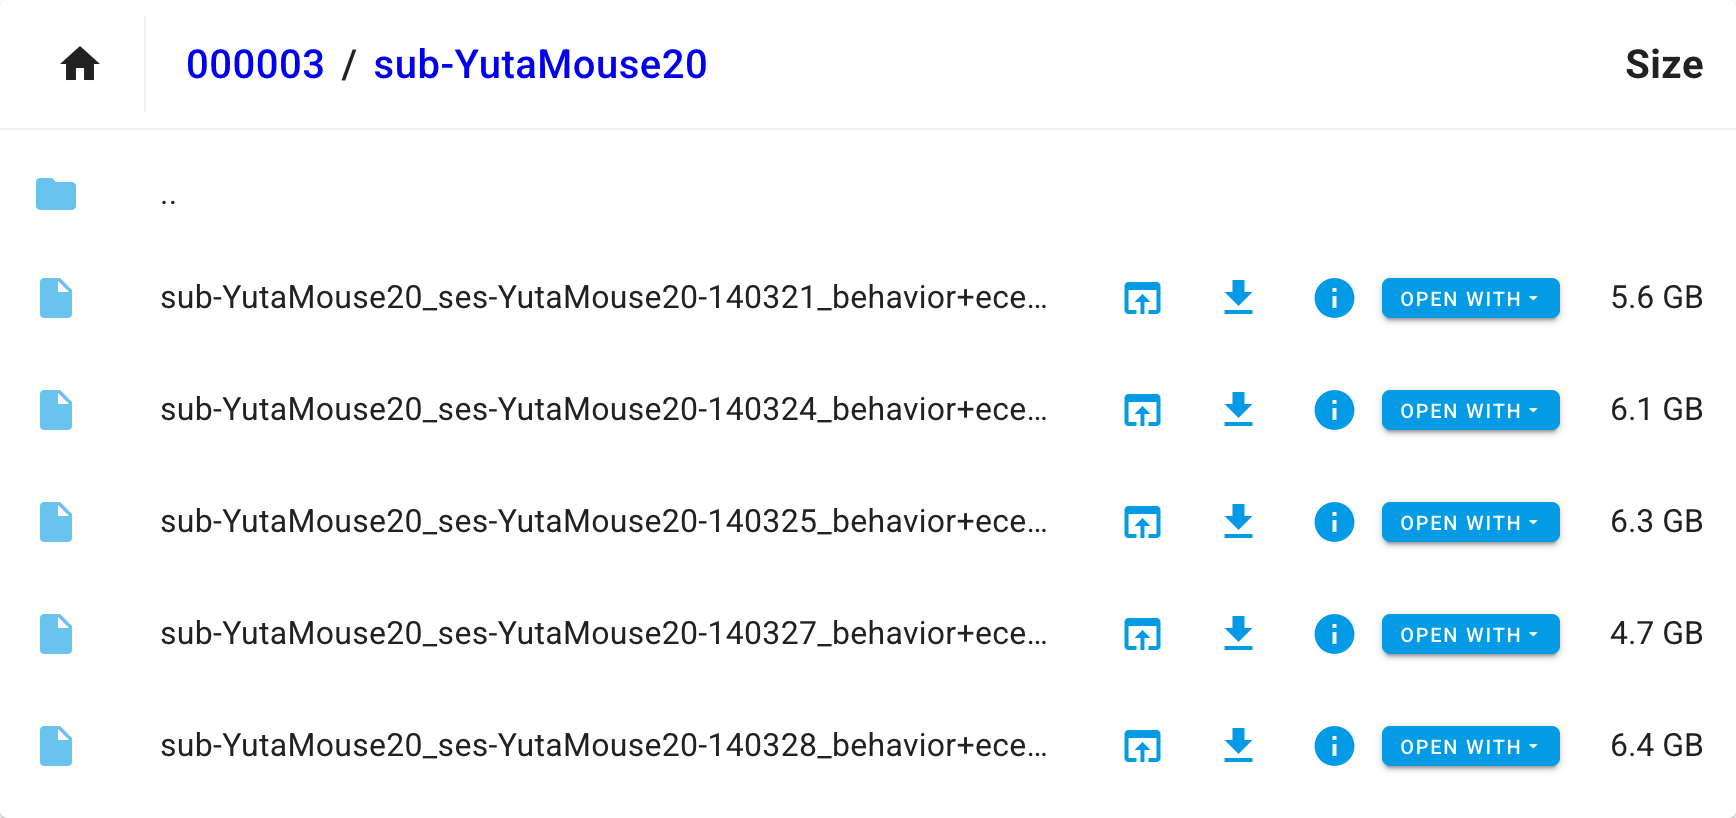 000003 / sub-YutaMouse20 Size
..
sub-YutaMouse20_ses-YutaMouse20-140321_behavior+ece... OPEN WITH 5.6 GB
sub-YutaMouse20_ses-YutaMouse20-140324_behavior+ece... OPEN WITH 6.1 GB
sub-YutaMouse20_ses-YutaMouse20-140325_behavior+ece... OPEN WITH 6.3 GB
sub-YutaMouse20_ses-YutaMouse20-140327_behavior+ece... OPEN WITH 4.7 GB
sub-YutaMouse20_ses-YutaMouse20-140328_behavior+ece... OPEN WITH 6.4 GB